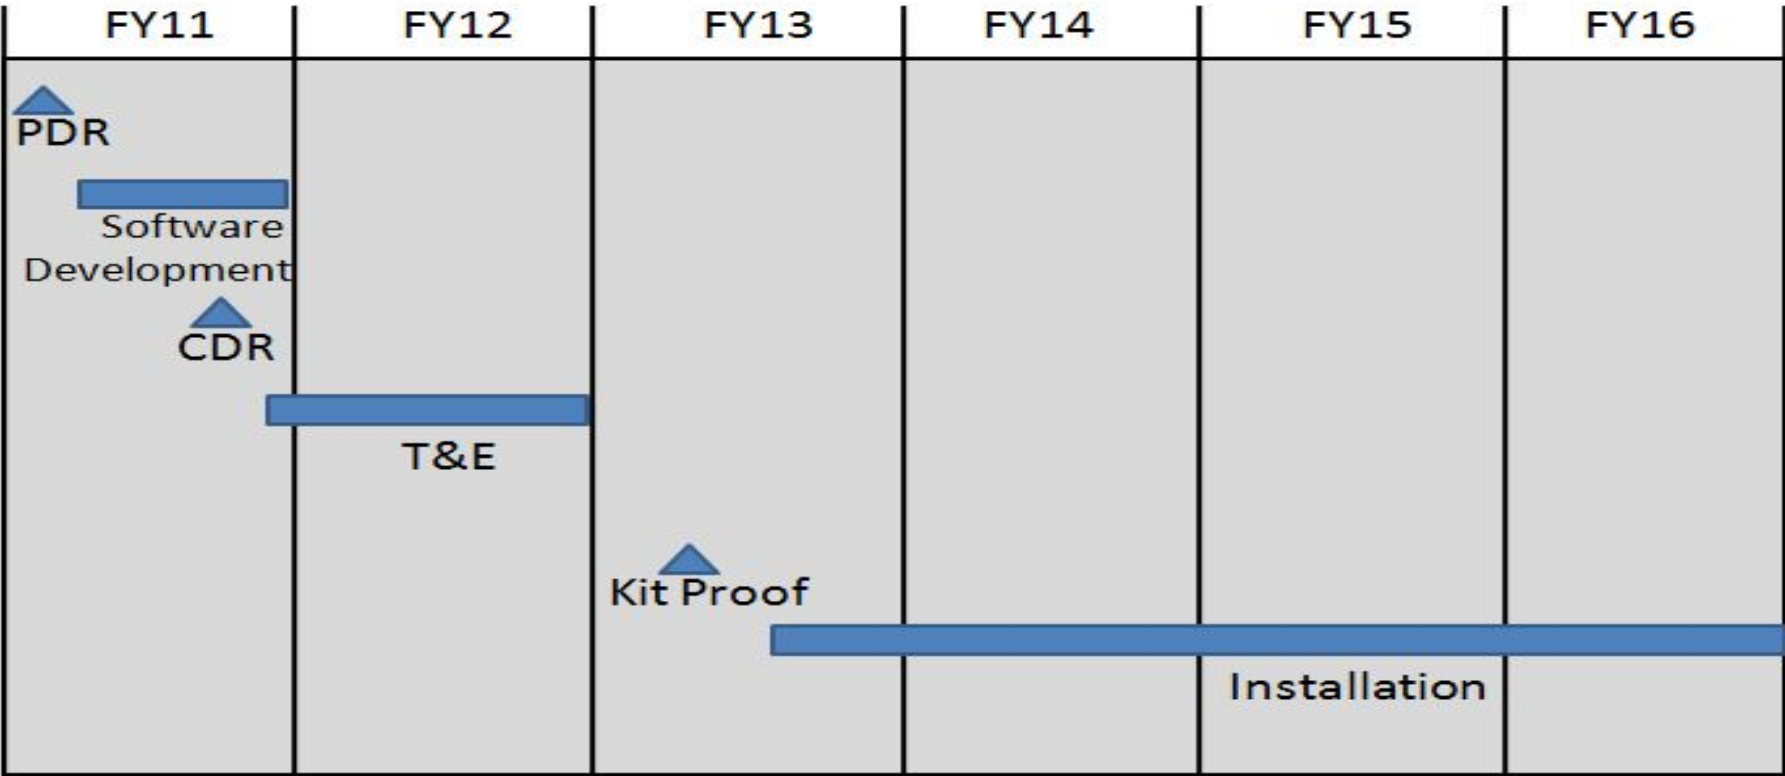 FY11 FY12 FY13 FY14 FY15 FY16
PDR
Software
Development
CDR
T&E
Kit Proof
Installation